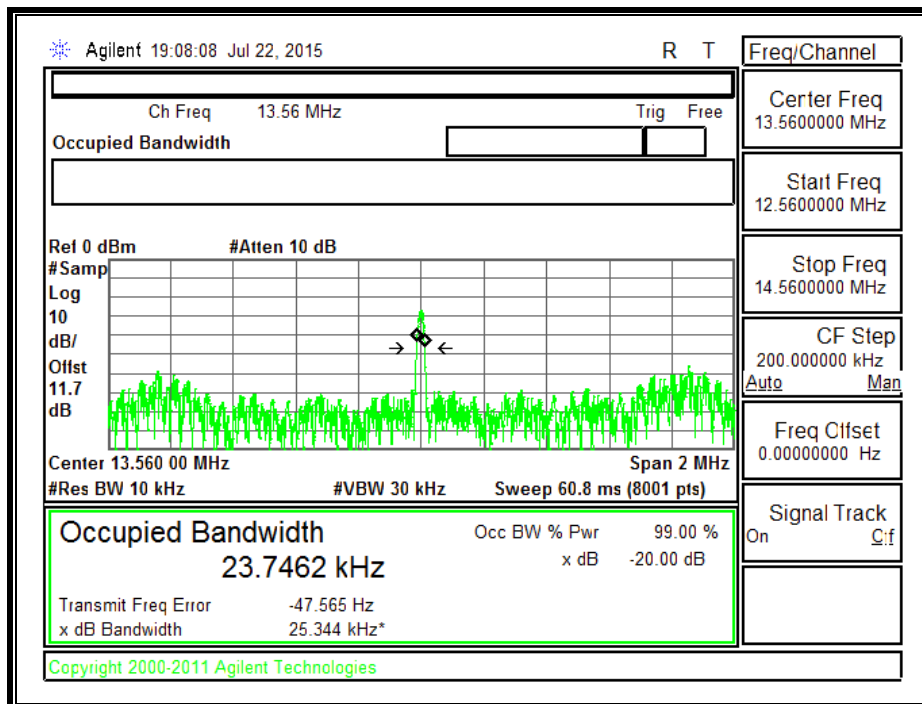 Agilent 19:08:08 Jul 22, 2015 R T
Ch Freq 13.56 MHz Trig Free
Occupied Bandwidth
Ref 0 dBm #Atten 10 dB
#Samp
Log
10
dB/
Offst
11.7
dB
Center 13.560 00 MHz Span 2 MHz
#Res BW 10 kHz #VBW 30 kHz Sweep 60.8 ms (8001 pts)
Occupied Bandwidth
23.7462 kHz
Occ BW % Pwr 99.00 %
x dB -20.00 dB
Transmit Freq Error -47.565 Hz
x dB Bandwidth 25.344 kHz*
Copyright 2000-2011 Agilent Technologies
Freq/Channel
Center Freq
13.5600000 MHz
Start Freq
12.5600000 MHz
Stop Freq
14.5600000 MHz
CF Step
200.000000 kHz
Auto Man
Freq Offset
0.00000000 Hz
Signal Track
On Off